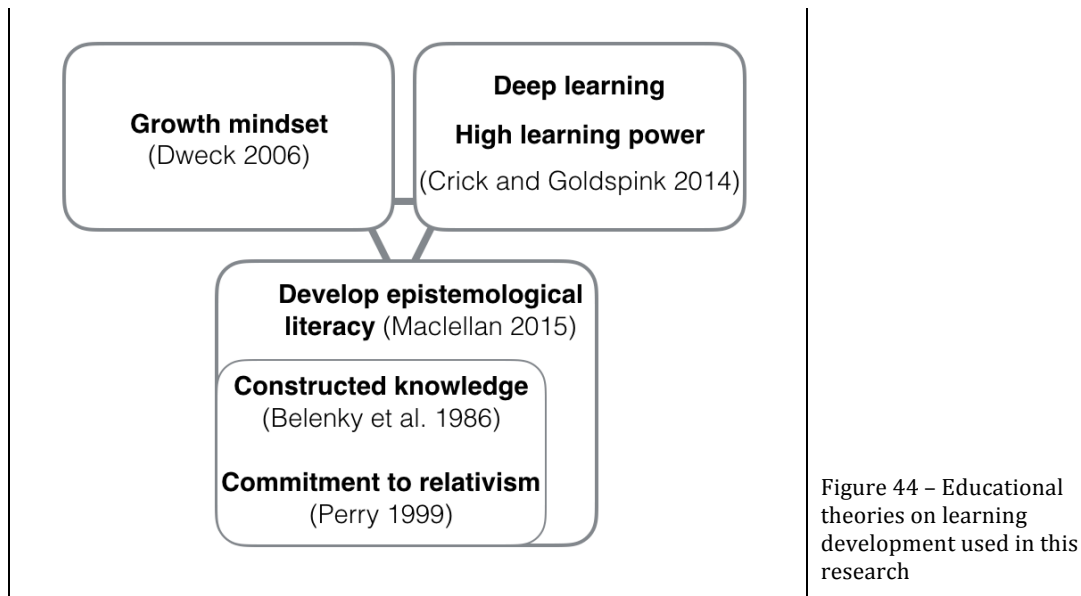 Growth mindset
(Dweck 2006)
Deep learning
High learning power
(Crick and Goldspink 2014)
Develop epistemological
literacy (Maclellan 2015)
Constructed knowledge
(Belenky et al. 1986)
Commitment to relativism
(Perry 1999)
Figure 44 – Educational
theories on learning
development used in this
research